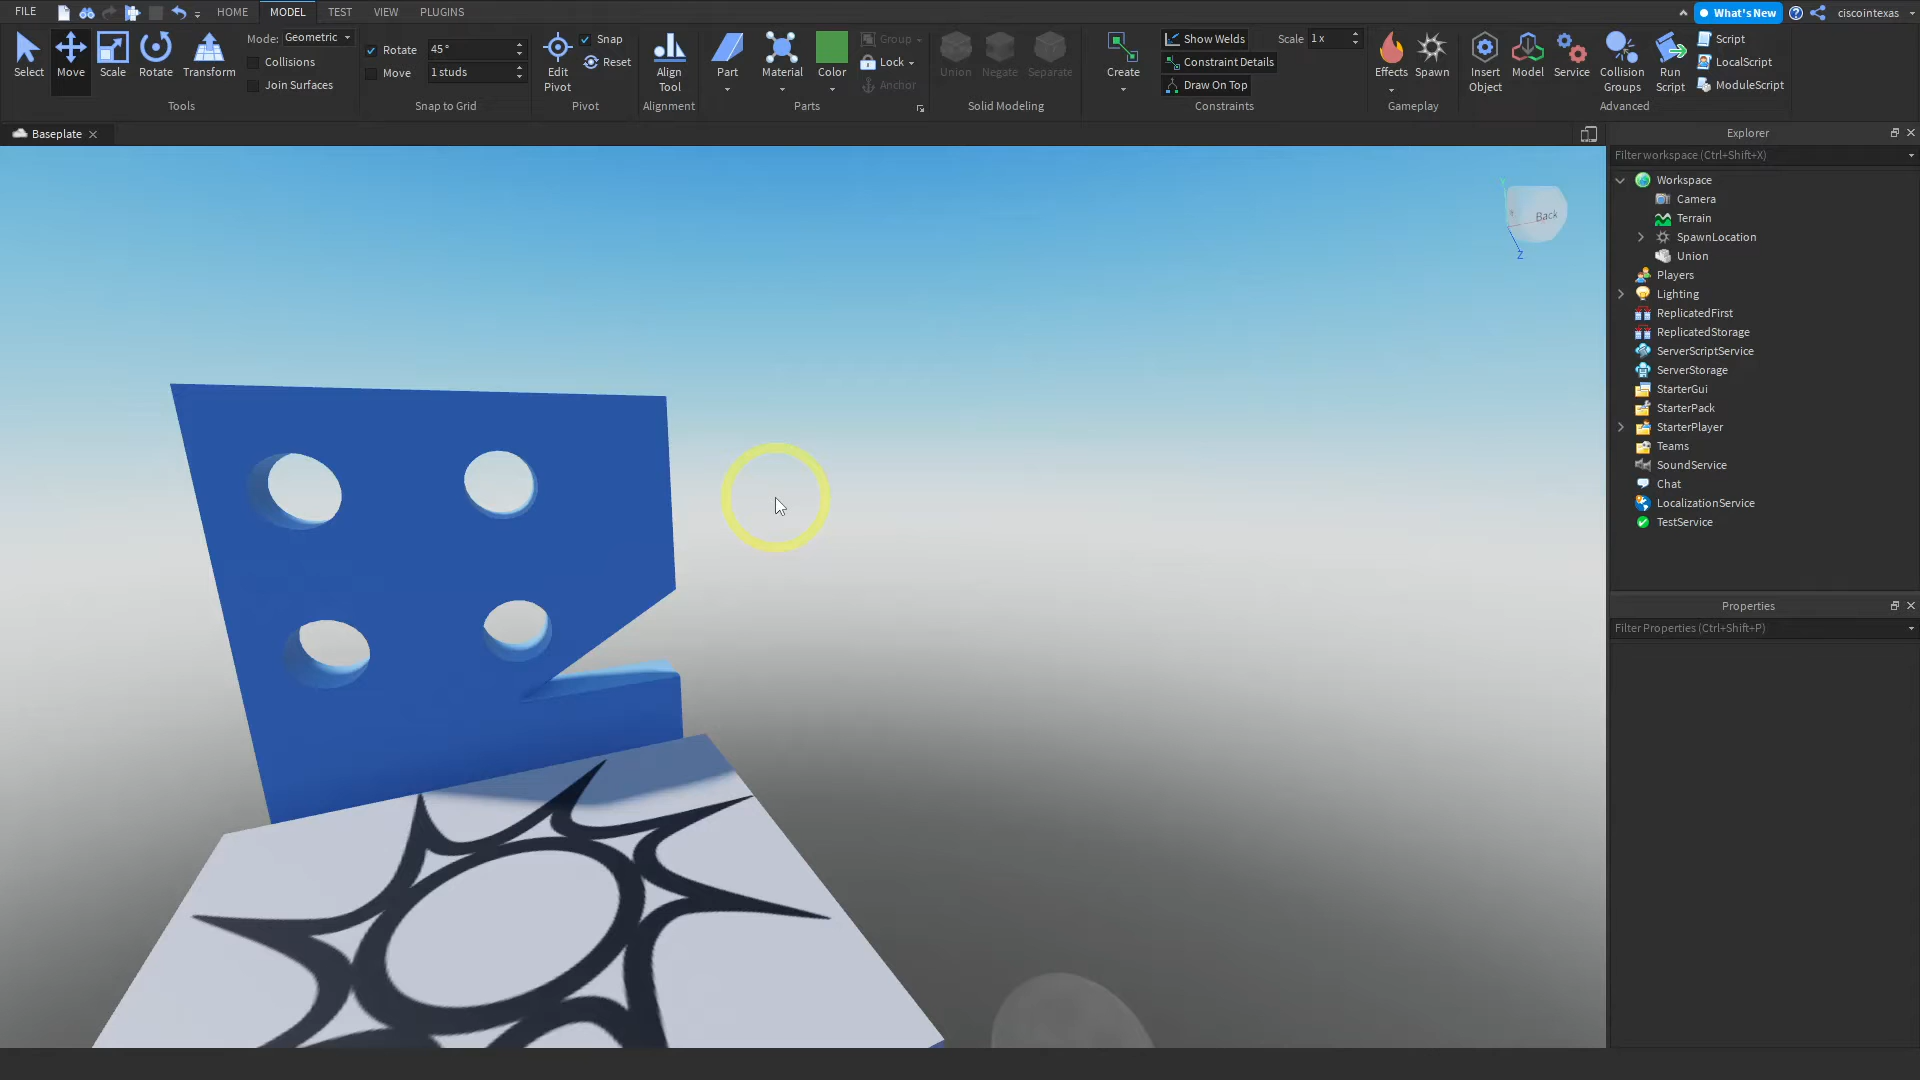 FILE
HOME
MODEL
TEST
VIEW
PLUGINS
What's New
ciscointexas
Select
Move
Scale
Rotate
Transform
Mode: Geometric
Collisions
Join Surfaces
Tools
Rotate 45°
Move 1 studs
Snap to Grid
Edit
Pivot
Snap
Reset
Pivot
Align
Tool
Alignment
Part
Material
Color
Group
Lock
Anchor
Parts
Union
Negate
Separate
Solid Modeling
Create
Show Welds
Scale 1 x
Constraint Details
Draw On Top
Constraints
Effects
Spawn
Gameplay
Insert
Object
Model
Service
Collision
Groups
Run
Script
Script
LocalScript
ModuleScript
Advanced
Baseplate
Back
Y
Z
Explorer
Filter workspace (Ctrl+Shift+X)
Workspace
Camera
Terrain
SpawnLocation
Union
Players
Lighting
ReplicatedFirst
ReplicatedStorage
ServerScriptService
ServerStorage
StarterGui
StarterPack
StarterPlayer
Teams
SoundService
Chat
LocalizationService
TestService
Properties
Filter Properties (Ctrl+Shift+P)